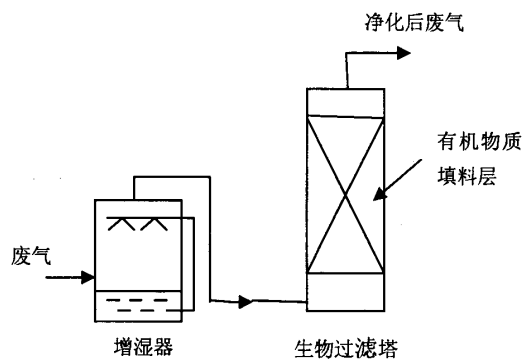 净化后废气
有机物质
填料层
废气
增湿器
生物过滤塔